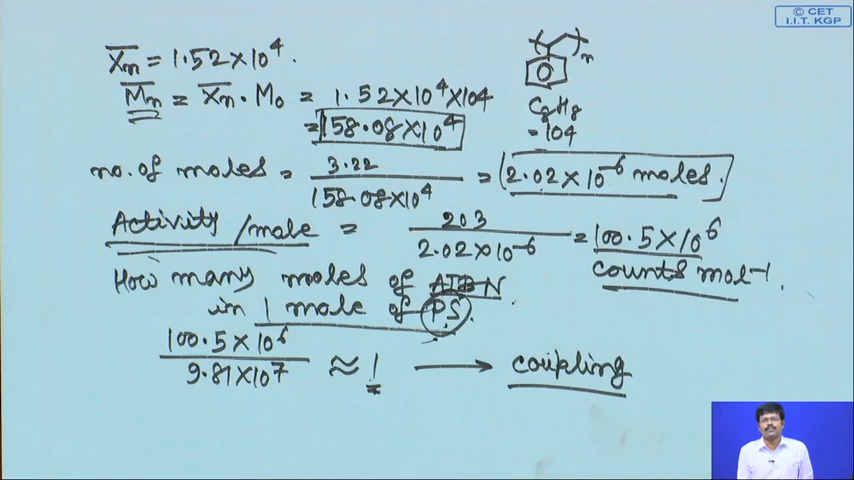 © CET
I.I.T. KGP
X̅n = 1.52×10⁴.
M̅n = X̅n . M₀ = 1.52×10⁴×104
= 158.08×10⁴
n
C₈H₈
= 104
no. of moles = 3.22 / 158.08×10⁴ = 2.02×10⁻⁶ moles.
Activity/mole = 203 / 2.02×10⁻⁶ = 100.5×10⁶
counts mol⁻¹.
How many moles of AIBN
in 1 mole of PS.
100.5×10⁶ / 9.81×10⁷ ≈ 1 → coupling